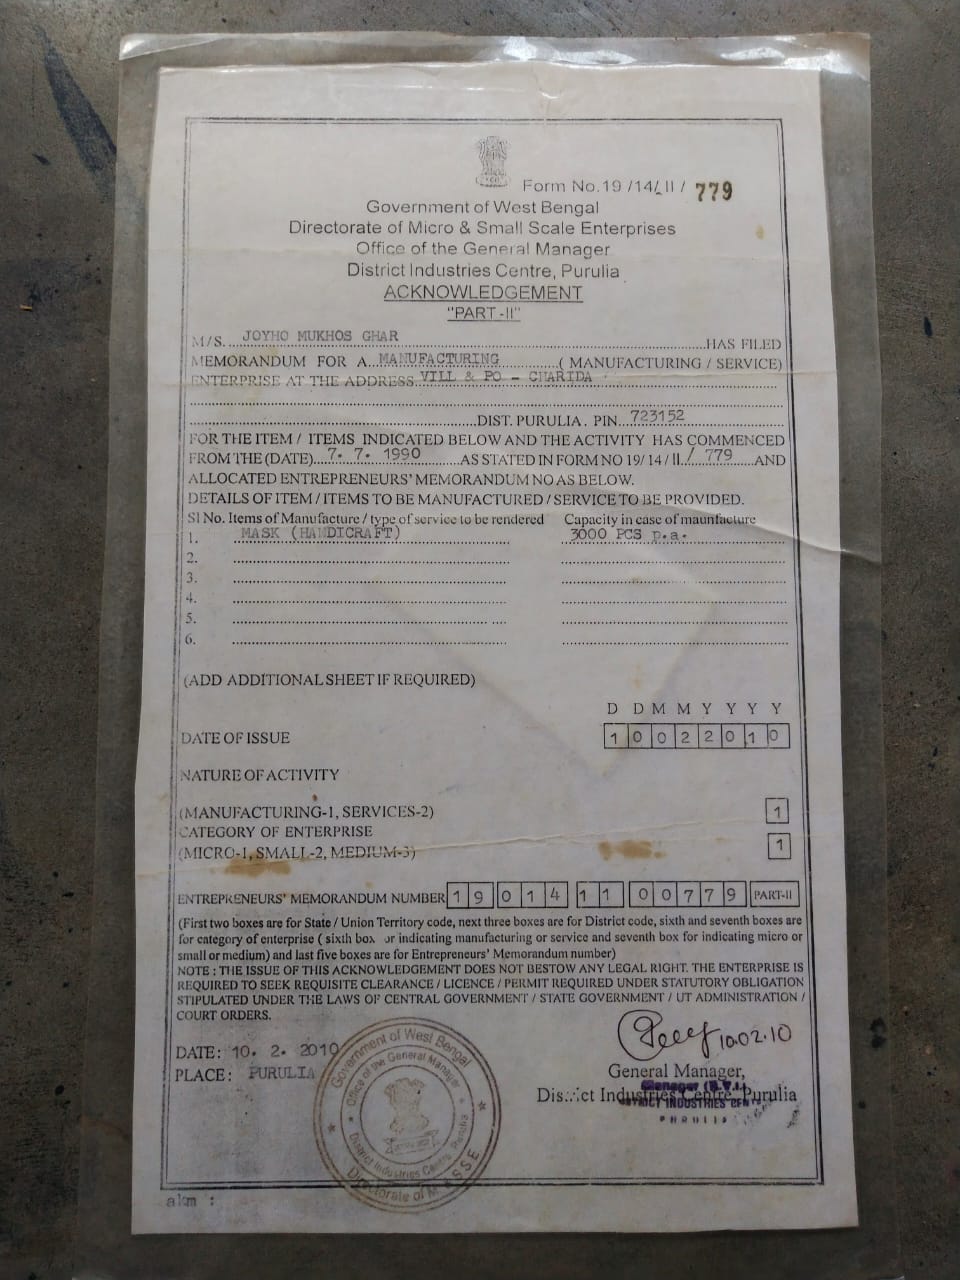 Form No.19 /14/ II / 779
Government of West Bengal
Directorate of Micro & Small Scale Enterprises
Office of the General Manager
District Industries Centre, Purulia
ACKNOWLEDGEMENT
"PART-II"
M/S. JOYHO MUKHOS GHAR HAS FILED
MEMORANDUM FOR A MANUFACTURING ( MANUFACTURING / SERVICE)
ENTERPRISE AT THE ADDRESS VILL & PO - CHARIDA
DIST. PURULIA. PIN. 723152
FOR THE ITEM / ITEMS INDICATED BELOW AND THE ACTIVITY HAS COMMENCED
FROM THE (DATE) 7. 7. 1990 AS STATED IN FORM NO 19/ 14 / II / 779 AND
ALLOCATED ENTREPRENEURS' MEMORANDUM NO AS BELOW.
DETAILS OF ITEM / ITEMS TO BE MANUFACTURED / SERVICE TO BE PROVIDED.
Sl No. Items of Manufacture / type of service to be rendered Capacity in case of maunfacture
1. MASK (HANDICRAFT) 3000 PCS p.a.
2.
3.
4.
5.
6.
(ADD ADDITIONAL SHEET IF REQUIRED)
D D M M Y Y Y Y
DATE OF ISSUE 1 0 0 2 2 0 1 0
NATURE OF ACTIVITY
(MANUFACTURING-1, SERVICES-2) 1
CATEGORY OF ENTERPRISE
(MICRO-1, SMALL-2, MEDIUM-3) 1
ENTREPRENEURS' MEMORANDUM NUMBER 1 9 0 1 4 1 1 0 0 7 7 9 PART-II
(First two boxes are for State / Union Territory code, next three boxes are for District code, sixth and seventh boxes are
for category of enterprise ( sixth box or indicating manufacturing or service and seventh box for indicating micro or
small or medium) and last five boxes are for Entrepreneurs' Memorandum number)
NOTE : THE ISSUE OF THIS ACKNOWLEDGEMENT DOES NOT BESTOW ANY LEGAL RIGHT. THE ENTERPRISE IS
REQUIRED TO SEEK REQUISITE CLEARANCE / LICENCE / PERMIT REQUIRED UNDER STATUTORY OBLIGATION
STIPULATED UNDER THE LAWS OF CENTRAL GOVERNMENT / STATE GOVERNMENT / UT ADMINISTRATION /
COURT ORDERS.
10.02.10
DATE: 10. 2. 2010
PLACE: PURULIA
General Manager,
District Industries Centre, Purulia
Manager
DISTRICT INDUSTRIES CENT
PURULIA
Government of West Bengal
Office of the General Manager
District Industries Centre Purulia
Directorate of M & SSE
akm :